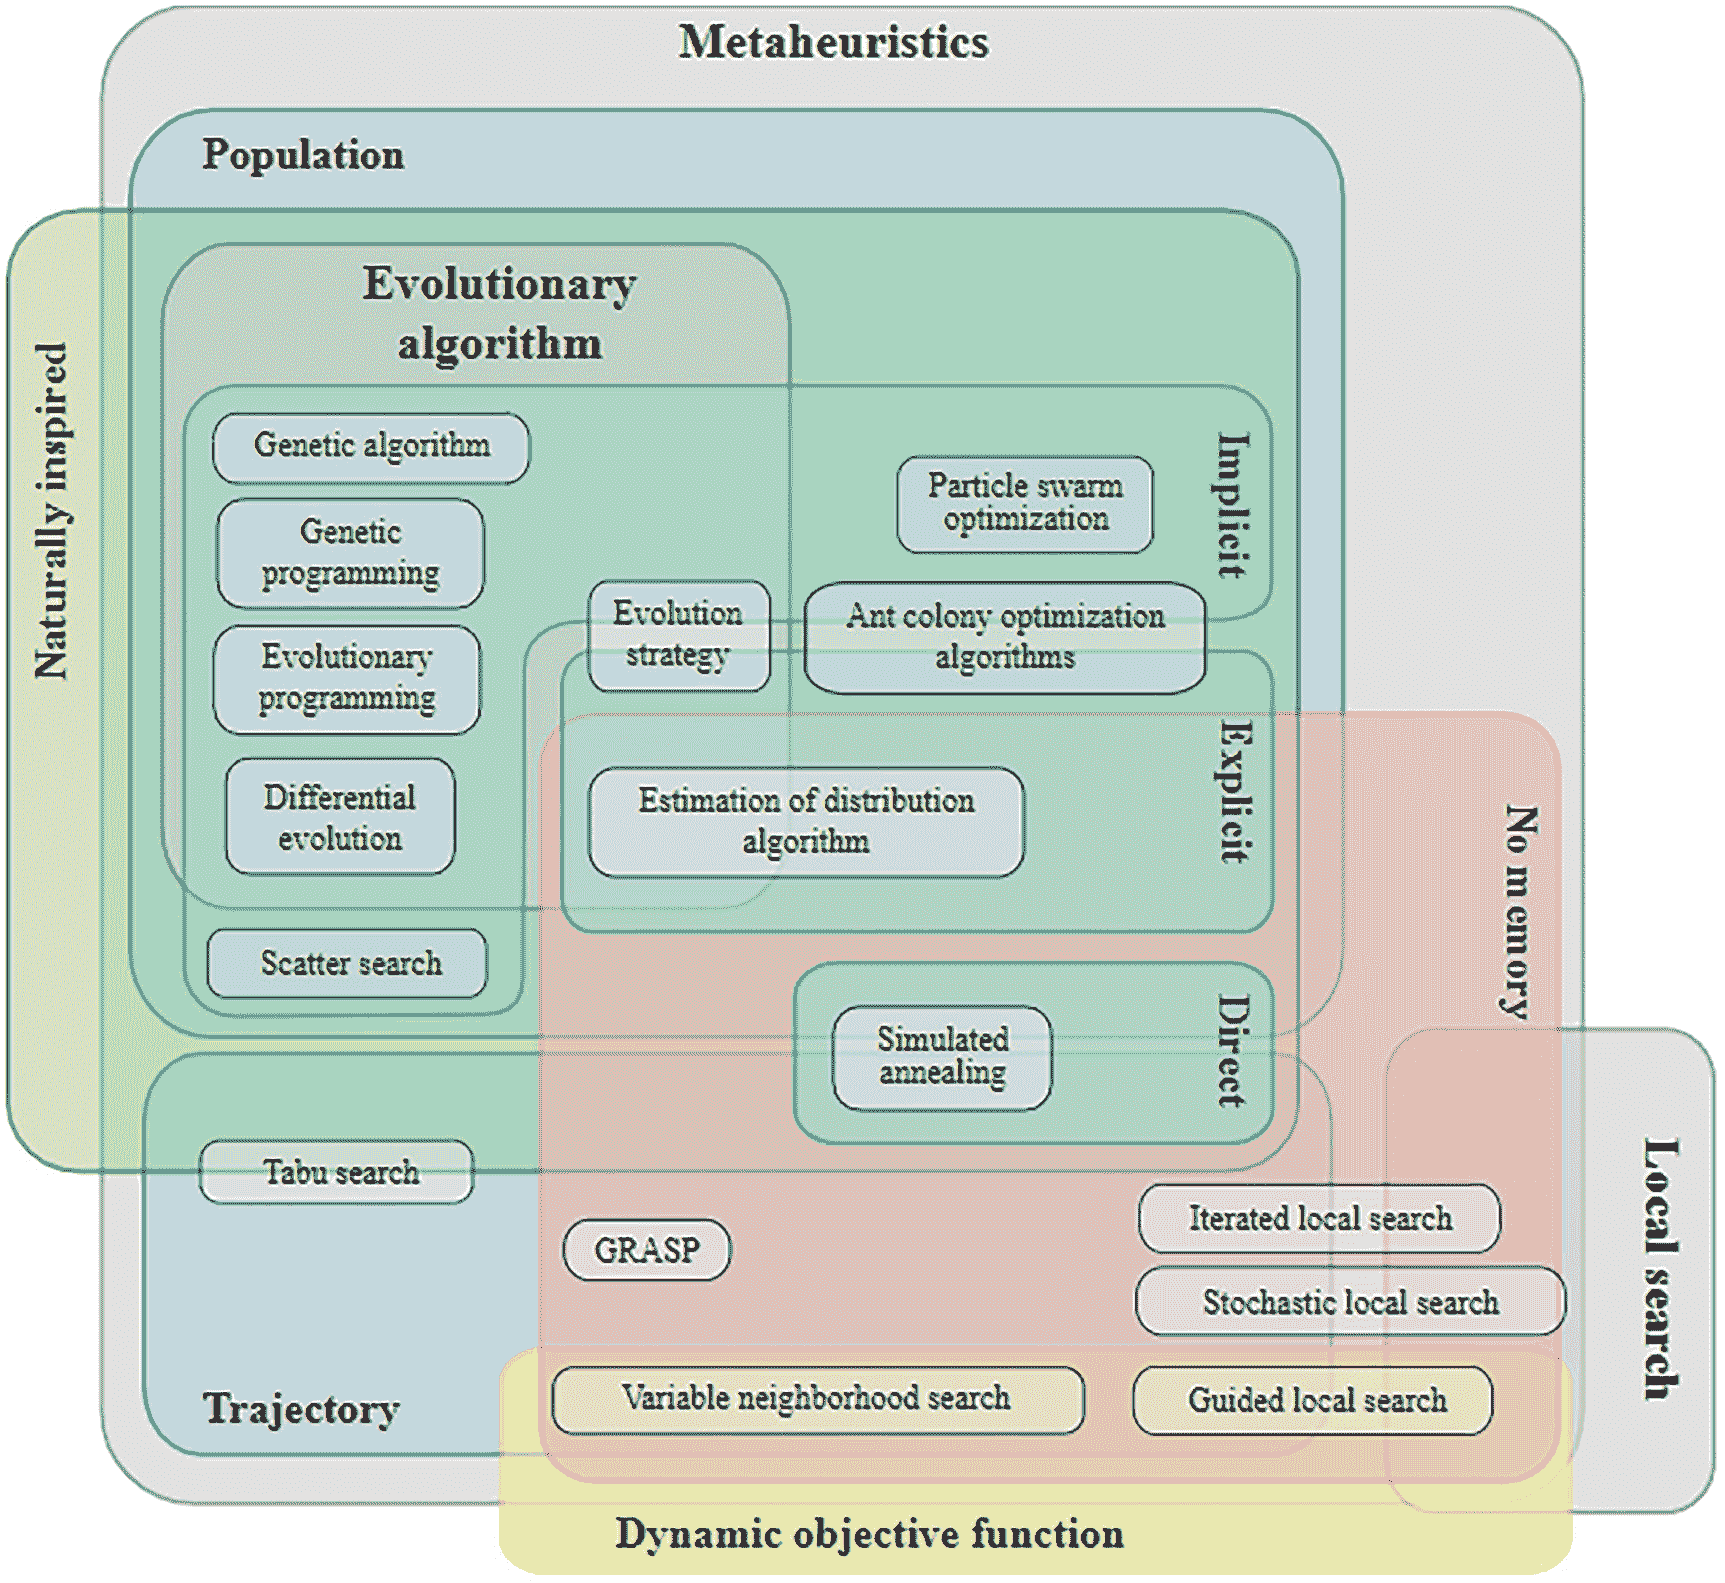 Metaheuristics
Population
Naturally inspired
Evolutionary
algorithm
Genetic algorithm
Genetic
programming
Evolutionary
programming
Differential
evolution
Scatter search
Evolution
strategy
Particle swarm
optimization
Implicit
Ant colony optimization
algorithms
Explicit
Estimation of distribution
algorithm
No memory
Simulated
annealing
Direct
Tabu search
GRASP
Iterated local search
Stochastic local search
Local search
Trajectory
Variable neighborhood search
Guided local search
Dynamic objective function